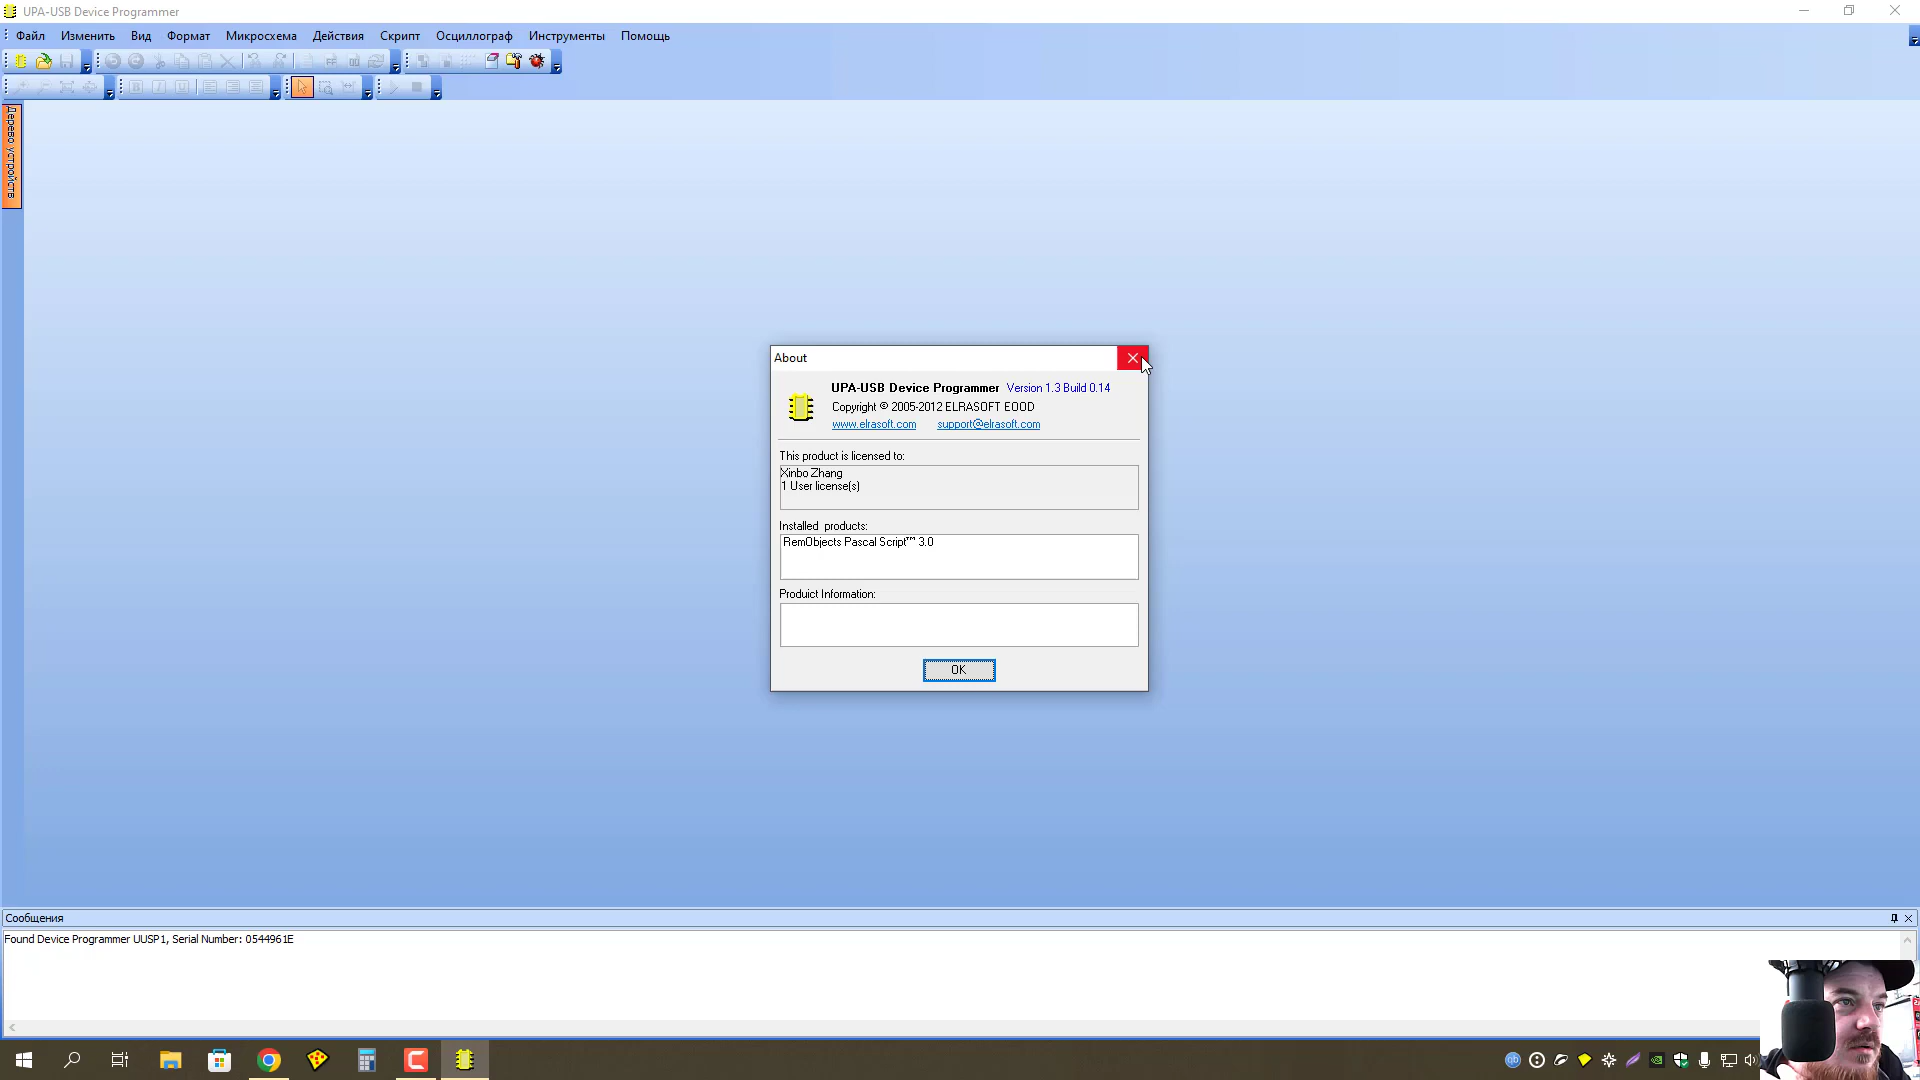 UPA-USB Device Programmer
Файл Изменить Вид Формат Микросхема Действия Скрипт Осциллограф Инструменты Помощь
Дерево устройств
About
UPA-USB Device Programmer Version 1.3 Build 0.14
Copyright © 2005-2012 ELRASOFT EOOD
www.elrasoft.com support@elrasoft.com
This product is licensed to:
Xinbo Zhang
1 User license(s)
Installed products:
RemObjects Pascal Script™ 3.0
Produict Information:
OK
Сообщения
Found Device Programmer UUSP1, Serial Number: 0544961E